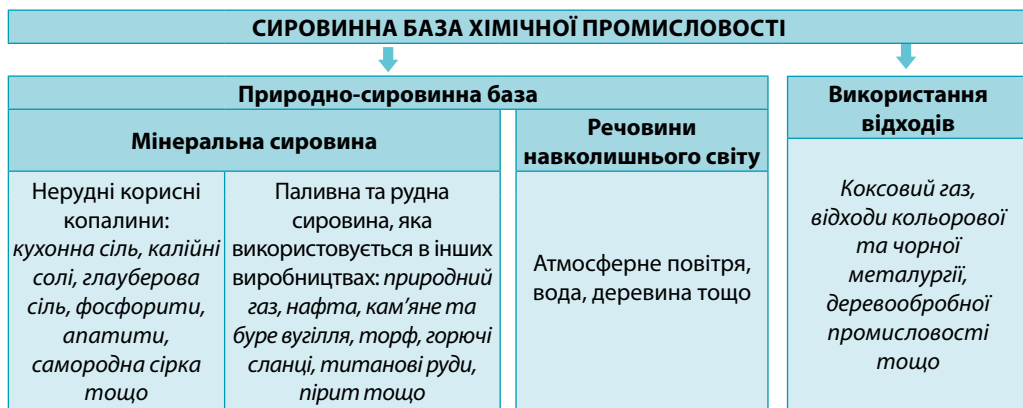 СИРОВИННА БАЗА ХІМІЧНОЇ ПРОМИСЛОВОСТІ
Природно-сировинна база
Мінеральна сировина
Нерудні корисні
копалини:
кухонна сіль, калійні
солі, глауберова
сіль, фосфорити,
апатити,
самородна сірка
тощо
Паливна та рудна
сировина, яка
використовується в інших
виробництвах: природний
газ, нафта, кам’яне та
буре вугілля, торф, горючі
сланці, титанові руди,
пірит тощо
Речовини
навколишнього світу
Атмосферне повітря,
вода, деревина тощо
Використання
відходів
Коксовий газ,
відходи кольорової
та чорної
металургії,
деревообробної
промисловості
тощо